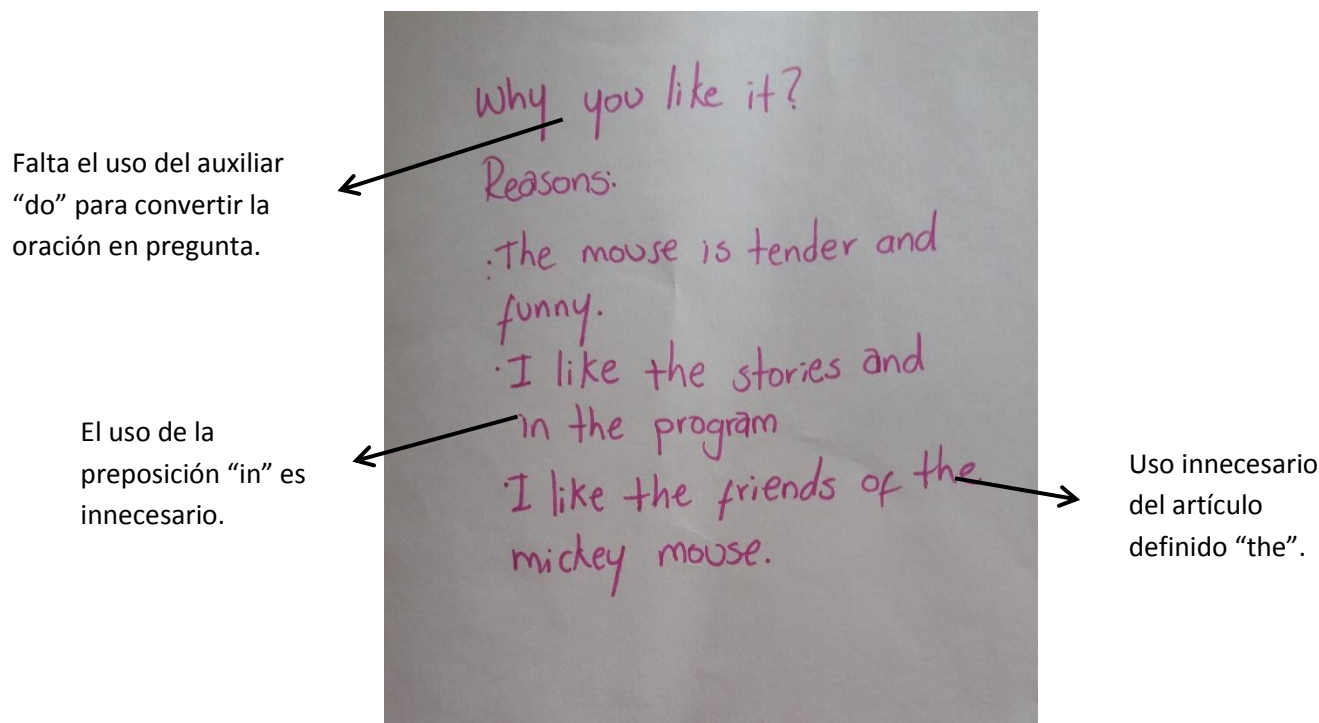 Why you like it?
Reasons:
·The mouse is tender and
funny.
·I like the stories and
in the program
·I like the friends of the
mickey mouse.
Falta el uso del auxiliar
“do” para convertir la
oración en pregunta.
El uso de la
preposición “in” es
innecesario.
Uso innecesario
del artículo
definido “the”.